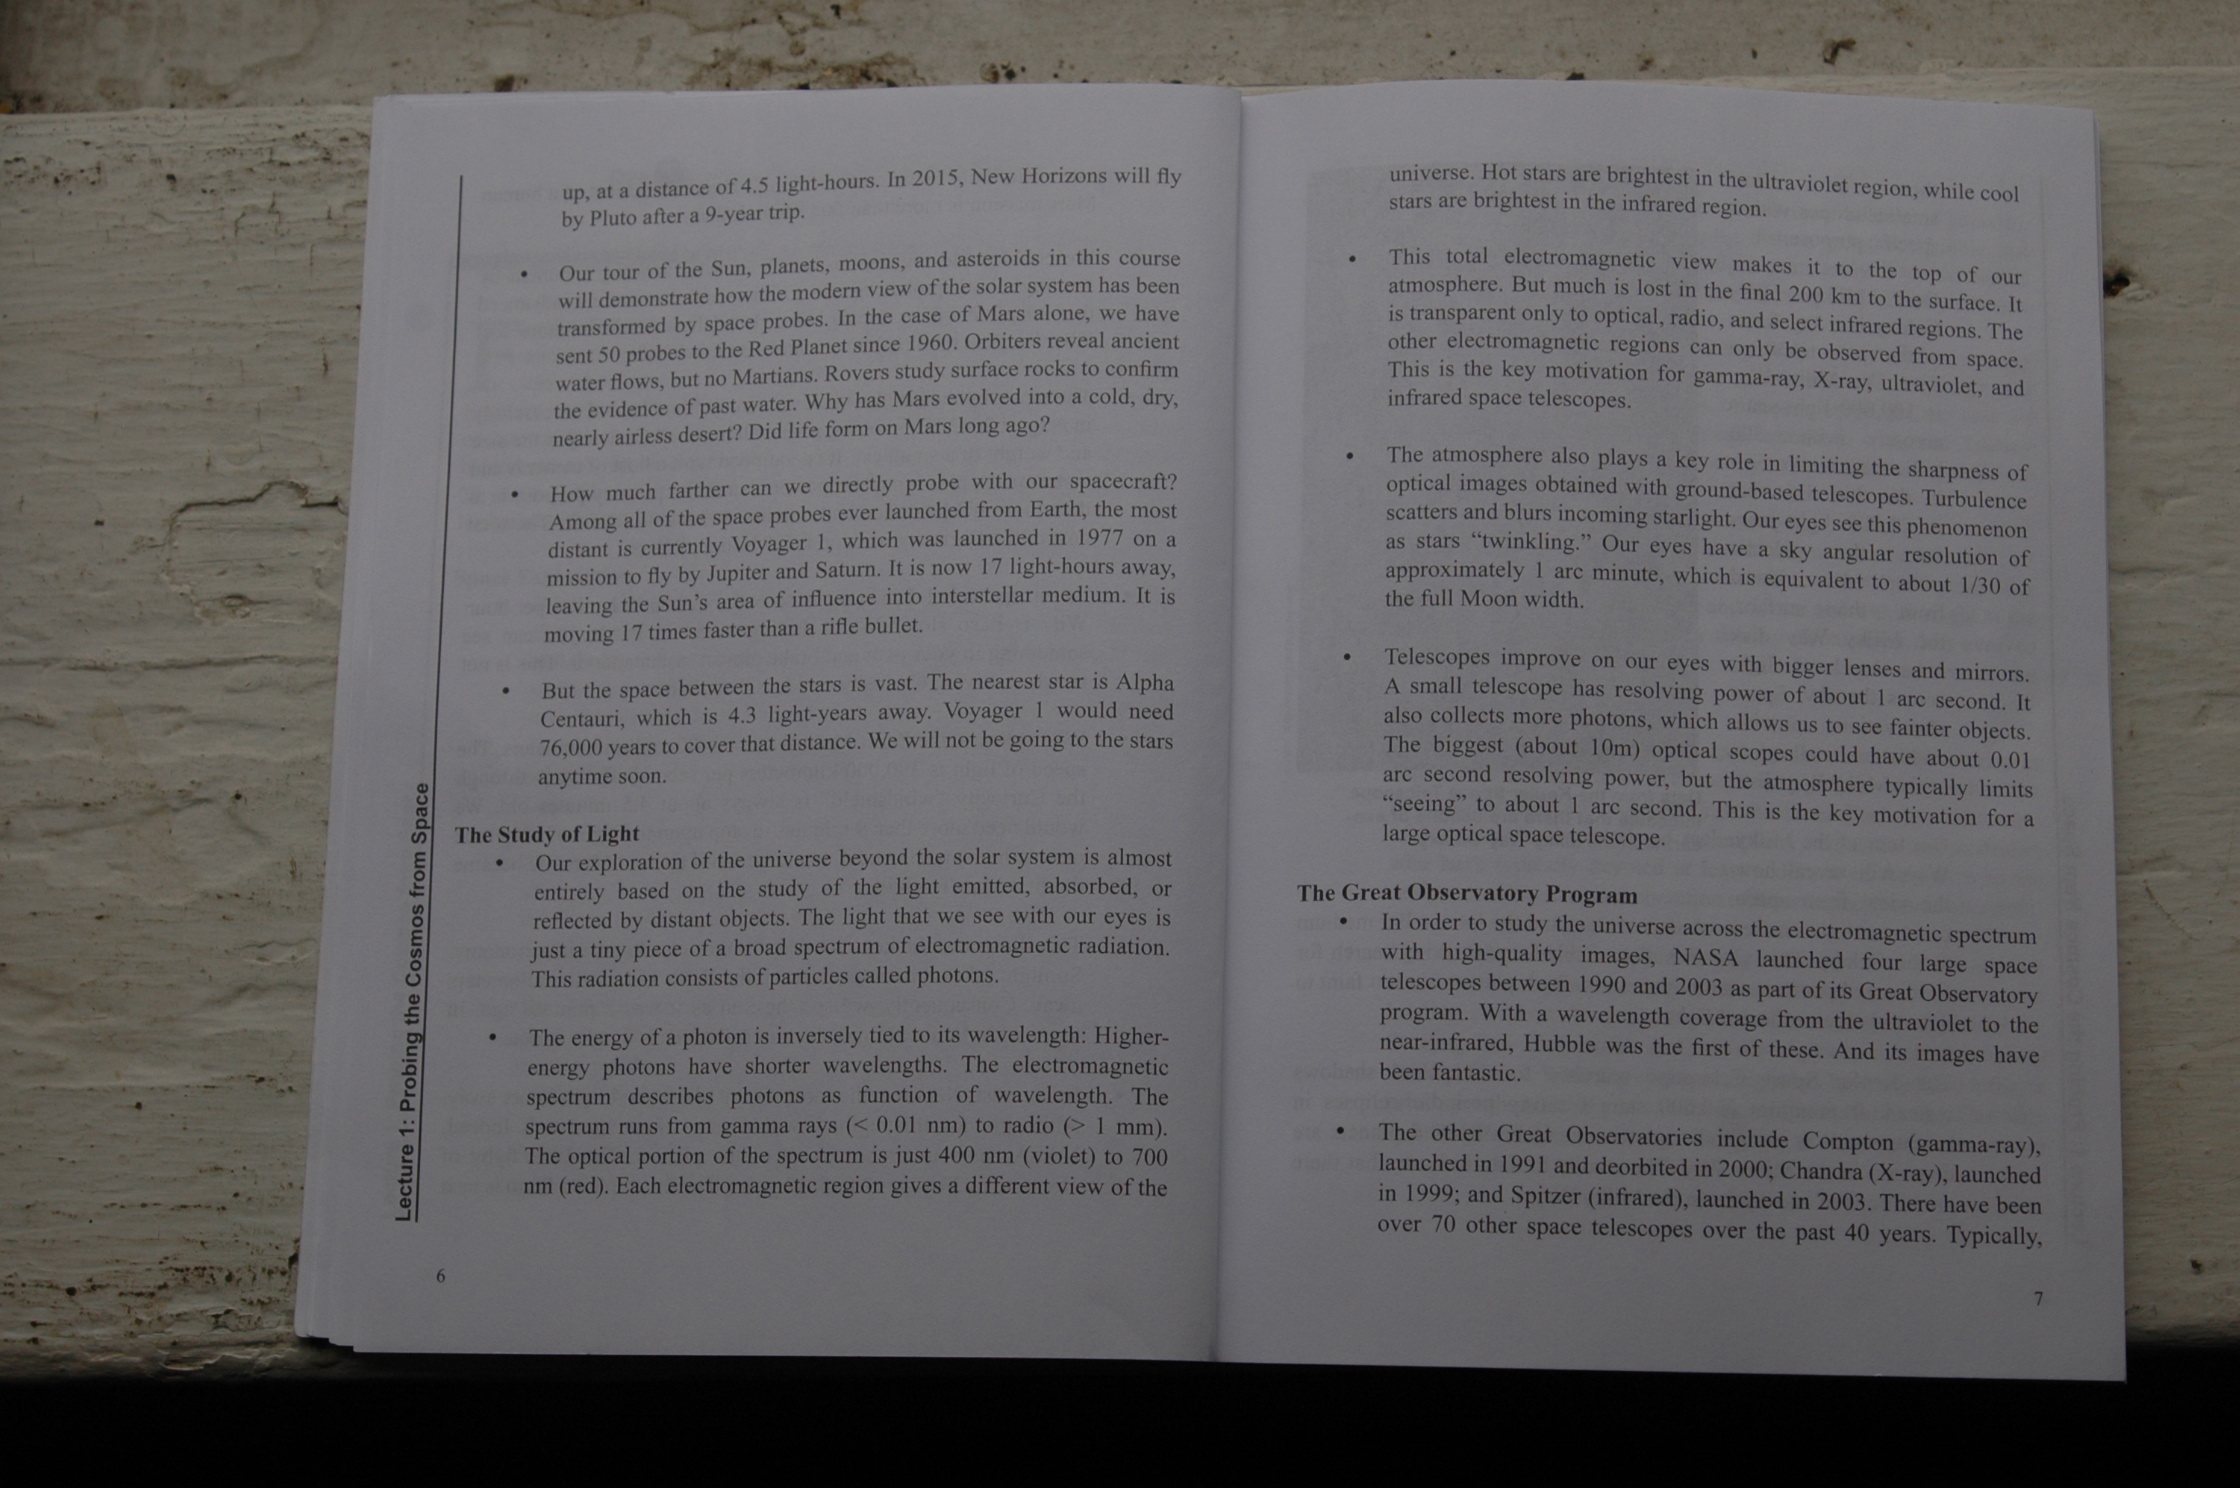 up, at a distance of 4.5 light-hours. In 2015, New Horizons will fly
by Pluto after a 9-year trip.
• Our tour of the Sun, planets, moons, and asteroids in this course
will demonstrate how the modern view of the solar system has been
transformed by space probes. In the case of Mars alone, we have
sent 50 probes to the Red Planet since 1960. Orbiters reveal ancient
water flows, but no Martians. Rovers study surface rocks to confirm
the evidence of past water. Why has Mars evolved into a cold, dry,
nearly airless desert? Did life form on Mars long ago?
• How much farther can we directly probe with our spacecraft?
Among all of the space probes ever launched from Earth, the most
distant is currently Voyager 1, which was launched in 1977 on a
mission to fly by Jupiter and Saturn. It is now 17 light-hours away,
leaving the Sun’s area of influence into interstellar medium. It is
moving 17 times faster than a rifle bullet.
• But the space between the stars is vast. The nearest star is Alpha
Centauri, which is 4.3 light-years away. Voyager 1 would need
76,000 years to cover that distance. We will not be going to the stars
anytime soon.
The Study of Light
• Our exploration of the universe beyond the solar system is almost
entirely based on the study of the light emitted, absorbed, or
reflected by distant objects. The light that we see with our eyes is
just a tiny piece of a broad spectrum of electromagnetic radiation.
This radiation consists of particles called photons.
• The energy of a photon is inversely tied to its wavelength: Higher-
energy photons have shorter wavelengths. The electromagnetic
spectrum describes photons as function of wavelength. The
spectrum runs from gamma rays (< 0.01 nm) to radio (> 1 mm).
The optical portion of the spectrum is just 400 nm (violet) to 700
nm (red). Each electromagnetic region gives a different view of the
Lecture 1: Probing the Cosmos from Space
6
universe. Hot stars are brightest in the ultraviolet region, while cool
stars are brightest in the infrared region.
• This total electromagnetic view makes it to the top of our
atmosphere. But much is lost in the final 200 km to the surface. It
is transparent only to optical, radio, and select infrared regions. The
other electromagnetic regions can only be observed from space.
This is the key motivation for gamma-ray, X-ray, ultraviolet, and
infrared space telescopes.
• The atmosphere also plays a key role in limiting the sharpness of
optical images obtained with ground-based telescopes. Turbulence
scatters and blurs incoming starlight. Our eyes see this phenomenon
as stars “twinkling.” Our eyes have a sky angular resolution of
approximately 1 arc minute, which is equivalent to about 1/30 of
the full Moon width.
• Telescopes improve on our eyes with bigger lenses and mirrors.
A small telescope has resolving power of about 1 arc second. It
also collects more photons, which allows us to see fainter objects.
The biggest (about 10m) optical scopes could have about 0.01
arc second resolving power, but the atmosphere typically limits
“seeing” to about 1 arc second. This is the key motivation for a
large optical space telescope.
The Great Observatory Program
• In order to study the universe across the electromagnetic spectrum
with high-quality images, NASA launched four large space
telescopes between 1990 and 2003 as part of its Great Observatory
program. With a wavelength coverage from the ultraviolet to the
near-infrared, Hubble was the first of these. And its images have
been fantastic.
• The other Great Observatories include Compton (gamma-ray),
launched in 1991 and deorbited in 2000; Chandra (X-ray), launched
in 1999; and Spitzer (infrared), launched in 2003. There have been
over 70 other space telescopes over the past 40 years. Typically,
7